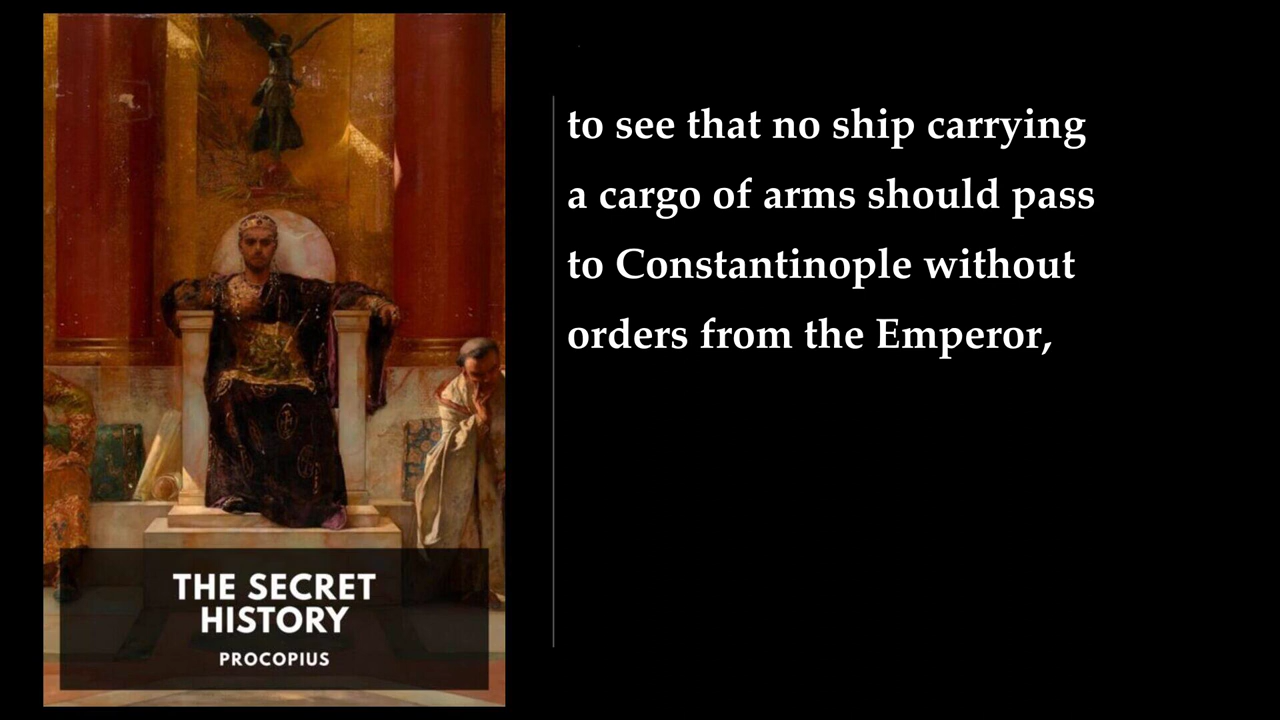 to see that no ship carrying
a cargo of arms should pass
to Constantinople without
orders from the Emperor,
THE SECRET
HISTORY
PROCOPIUS